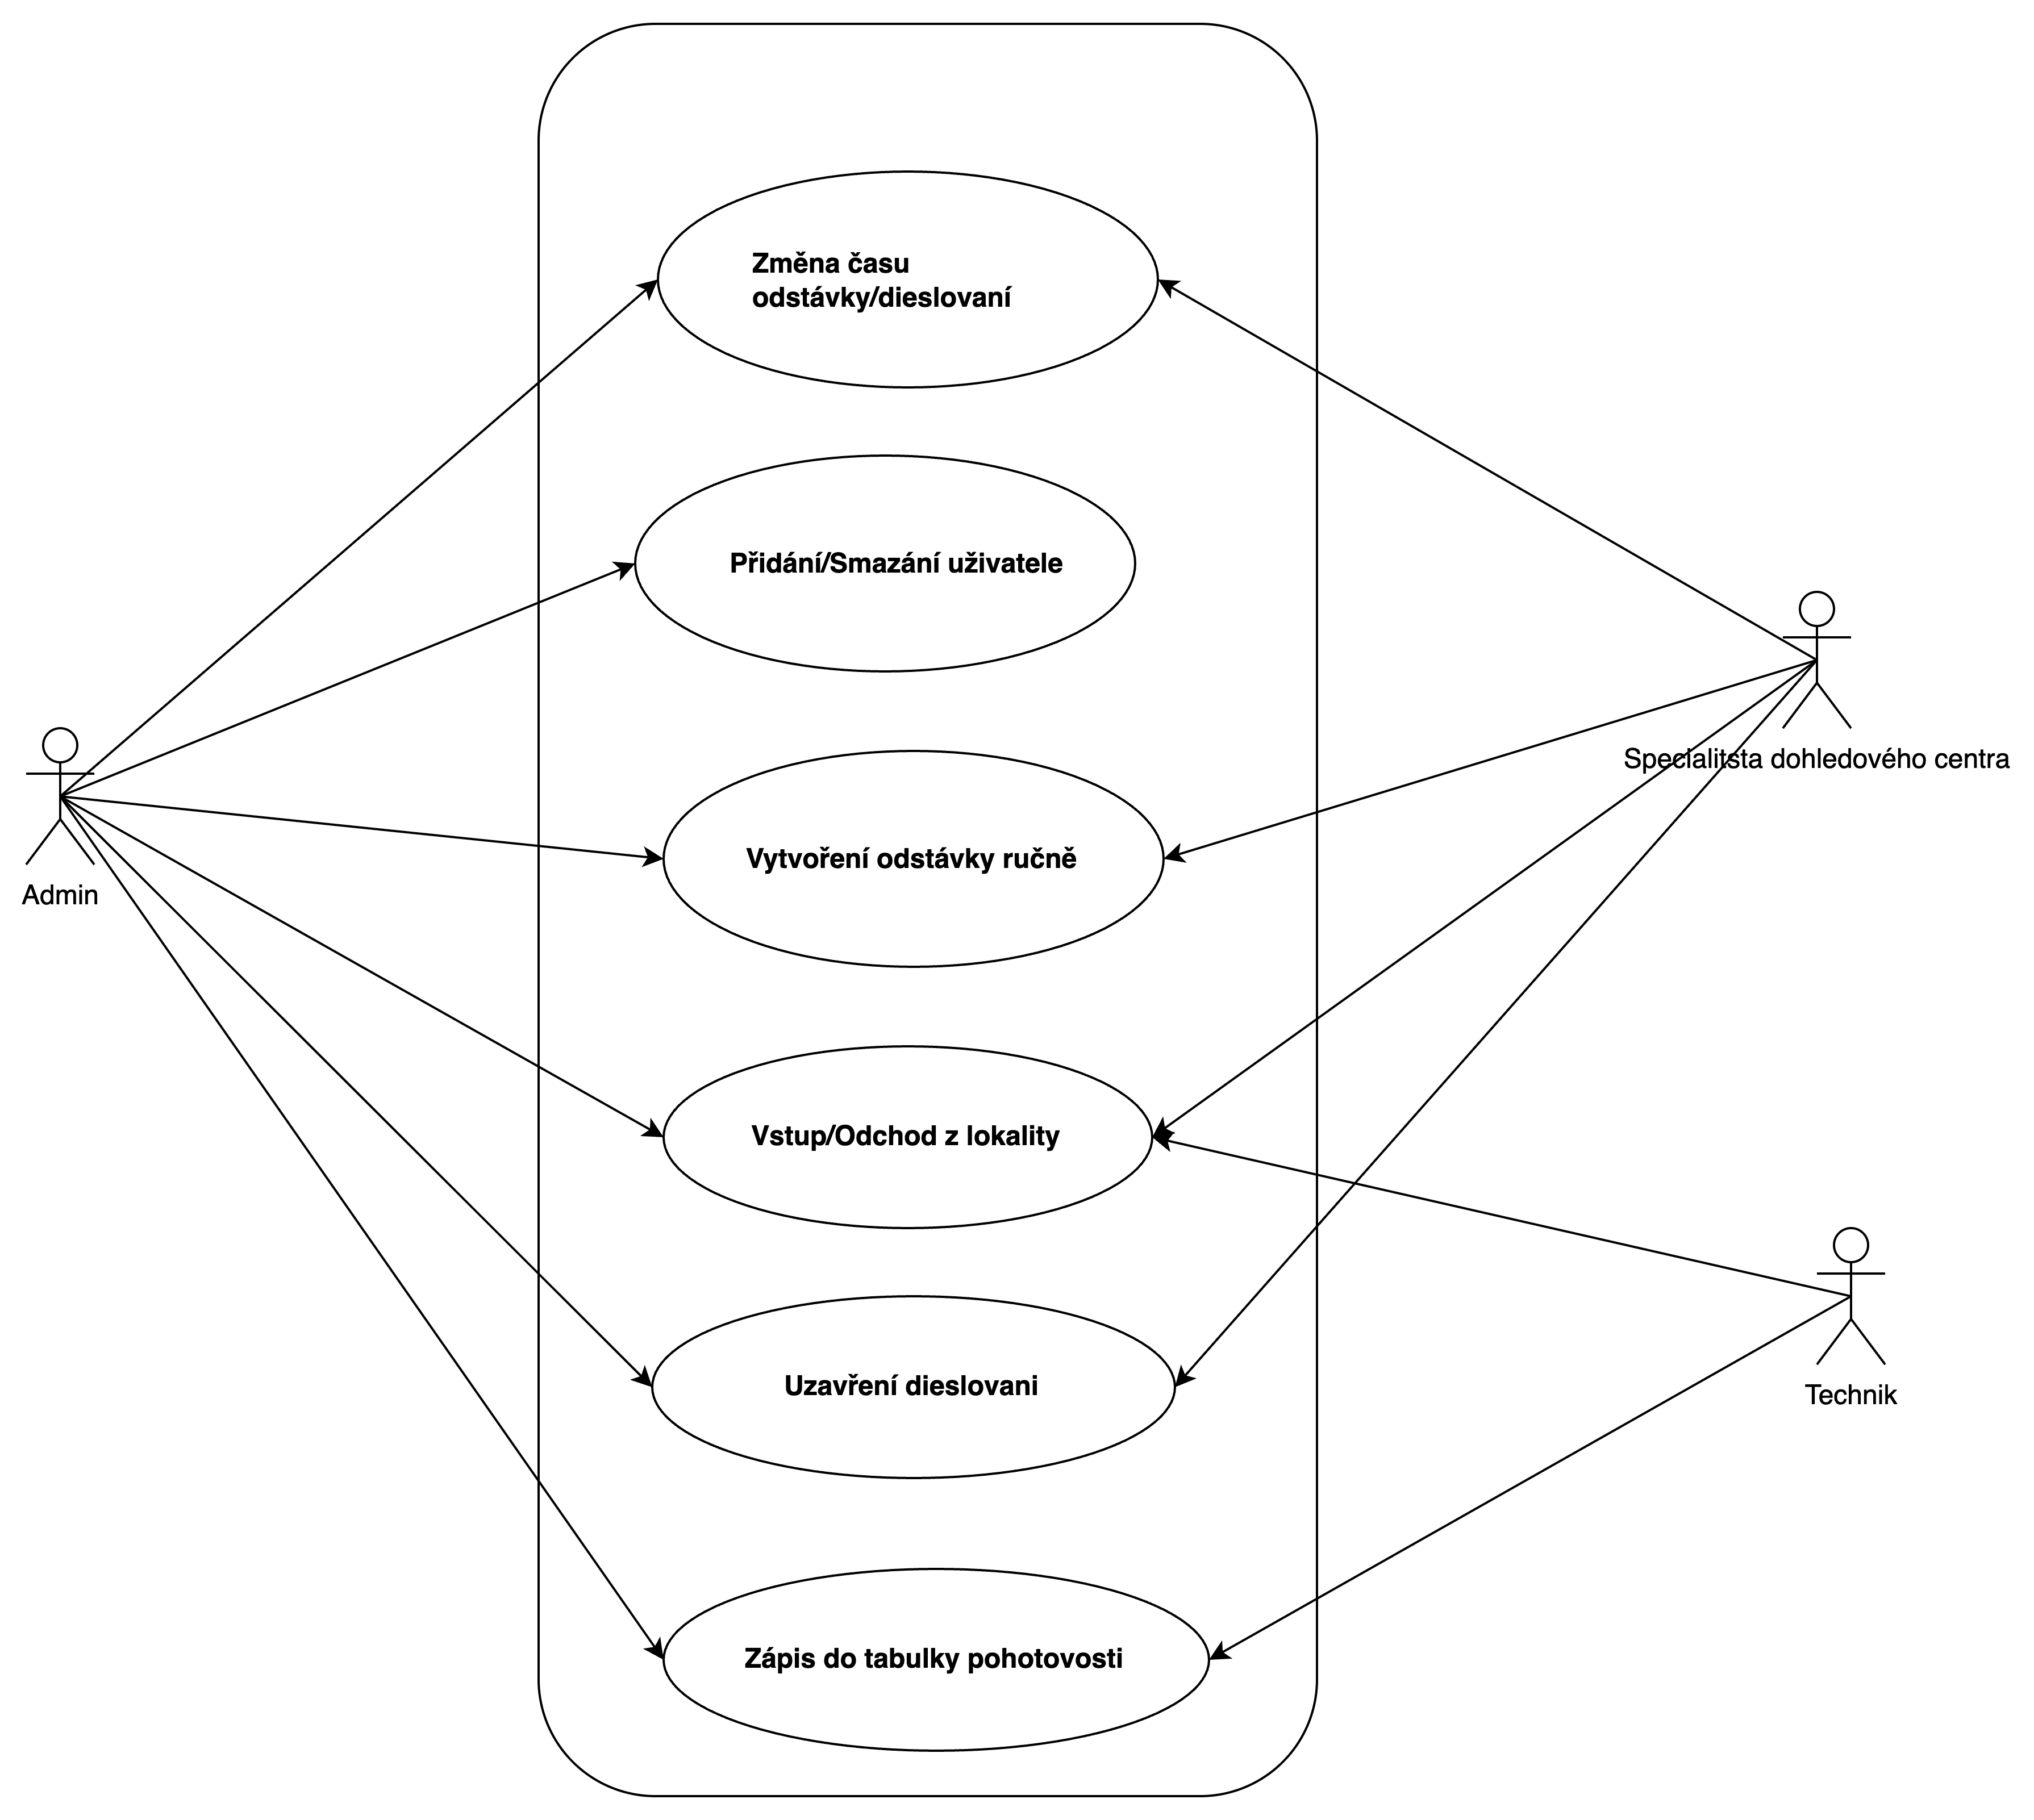 Změna času
odstávky/dieslovaní
Přidání/Smazání uživatele
Specialitsta dohledového centra
Vytvoření odstávky ručně
Admin
Vstup/Odchod z lokality
Uzavření dieslovani
Technik
Zápis do tabulky pohotovosti